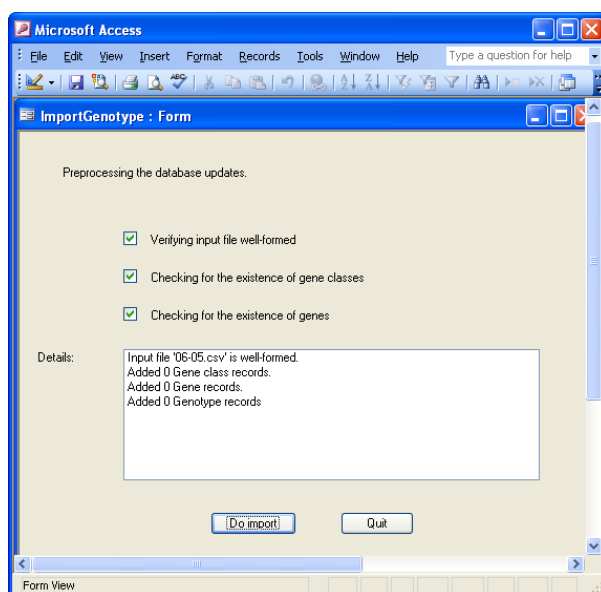 Microsoft Access
File Edit View Insert Format Records Tools Window Help Type a question for help
ABC A Z Z A
ImportGenotype : Form
Preprocessing the database updates.
Verifying input file well-formed
Checking for the existence of gene classes
Checking for the existence of genes
Details:
Input file '06-05.csv' is well-formed.
Added 0 Gene class records.
Added 0 Gene records.
Added 0 Genotype records
Do import Quit
Form View